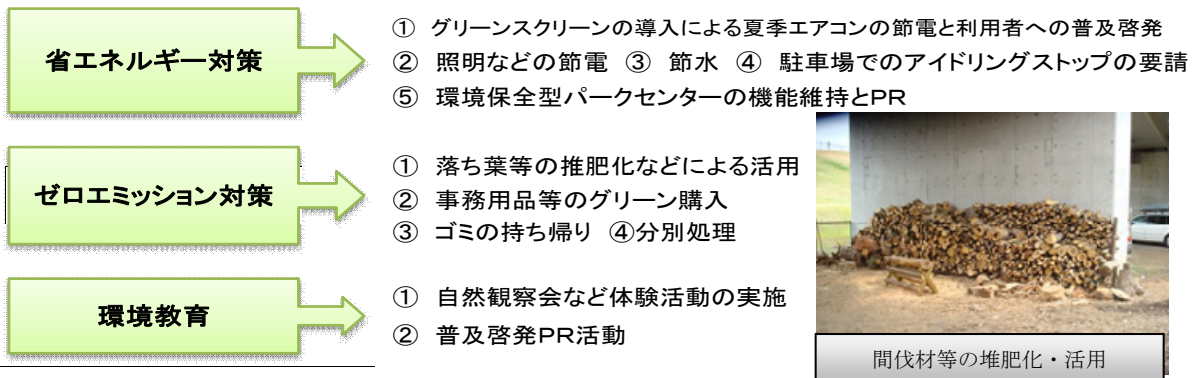 省エネルギー対策
① グリーンスクリーンの導入による夏季エアコンの節電と利用者への普及啓発
② 照明などの節電 ③ 節水 ④ 駐車場でのアイドリングストップの要請
⑤ 環境保全型パークセンターの機能維持とPR
ゼロエミッション対策
① 落ち葉等の推肥化などによる活用
② 事務用品等のグリーン購入
③ ゴミの持ち帰り ④分別処理
環境教育
① 自然観察会など体験活動の実施
② 普及啓発PR活動
間伐材等の堆肥化・活用